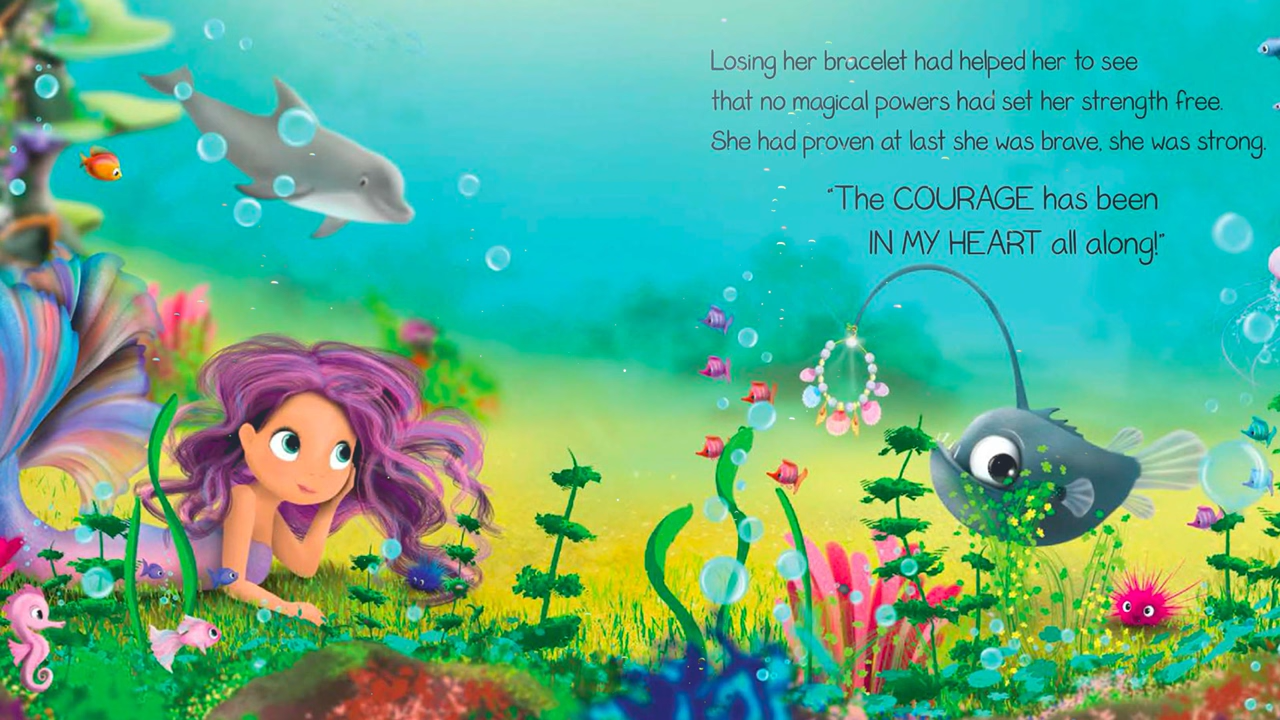 Losing her bracelet had helped her to see
that no magical powers had set her strength free.
She had proven at last she was brave, she was strong.
"The COURAGE has been
IN MY HEART all along!"